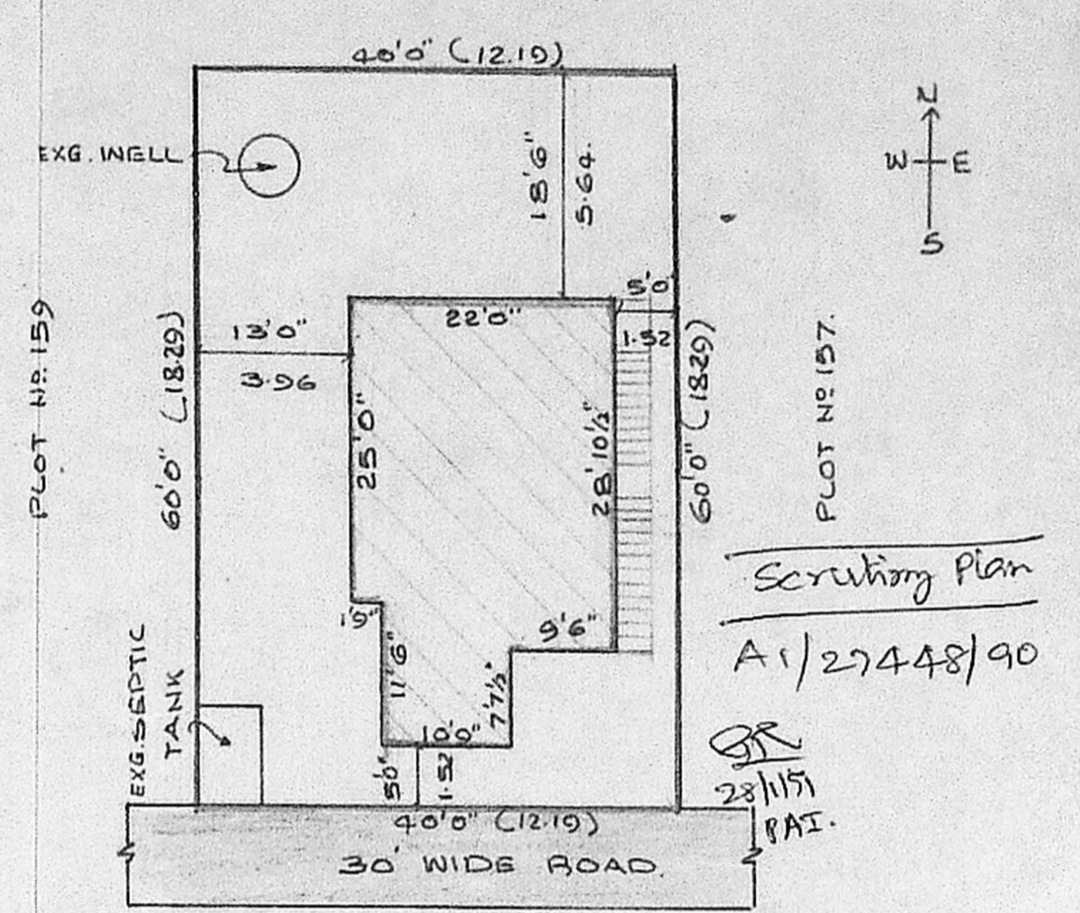 40'0" (12.19)
EXG. WELL
18'6"
5.64.
N
W E
S
5'0"
1.52
22'0"
13'0"
3.96
25'0"
28'10½"
60'0" (18.29)
60'0" (18.29)
PLOT Nº 159
PLOT Nº 157.
1'9"
9'6"
11'6"
7'7½"
10'0"
5'0"
1.52
EXG. SEPTIC
TANK
Scrutiny Plan
A1/27448/90
PAI.
40'0" (12.19)
30' WIDE ROAD.